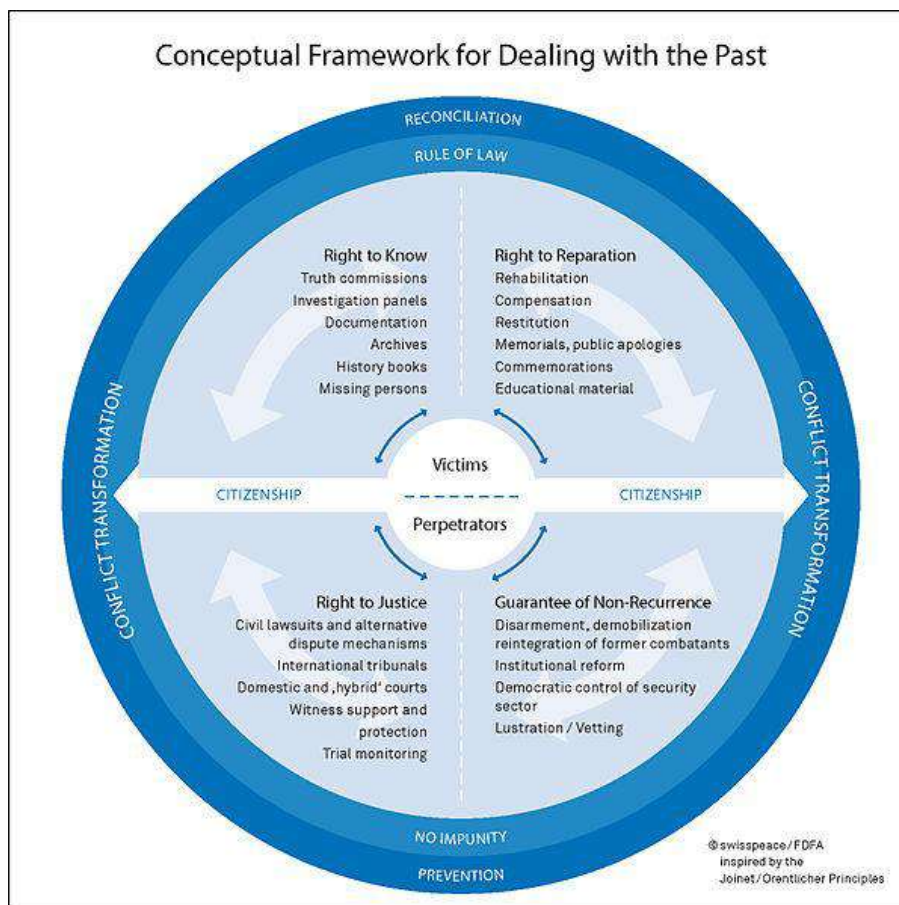 Conceptual Framework for Dealing with the Past
RECONCILIATION
RULE OF LAW
Right to Know
Truth commissions
Investigation panels
Documentation
Archives
History books
Missing persons
Right to Reparation
Rehabilitation
Compensation
Restitution
Memorials, public apologies
Commemorations
Educational material
CONFLICT TRANSFORMATION
CONFLICT TRANSFORMATION
Victims
CITIZENSHIP
CITIZENSHIP
Perpetrators
Right to Justice
Civil lawsuits and alternative
dispute mechanisms
International tribunals
Domestic and ‚hybrid‘ courts
Witness support and
protection
Trial monitoring
Guarantee of Non-Recurrence
Disarmement, demobilization
reintegration of former combatants
Institutional reform
Democratic control of security
sector
Lustration / Vetting
NO IMPUNITY
PREVENTION
© swisspeace / FDFA
inspired by the
Joinet / Orentlicher Principles